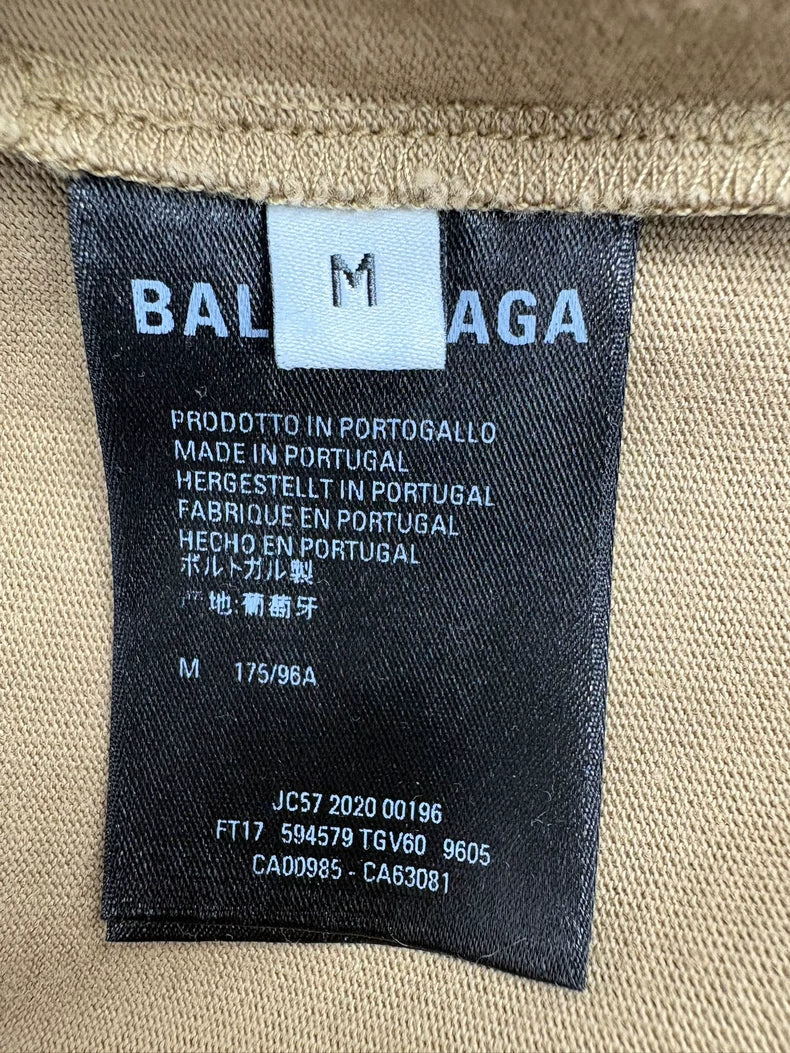 M
BAL AGA
PRODOTTO IN PORTOGALLO
MADE IN PORTUGAL
HERGESTELLT IN PORTUGAL
FABRIQUE EN PORTUGAL
HECHO EN PORTUGAL
ポルトガル製
产地:葡萄牙
M 175/96A
JC57 2020 00196
FT17 594579 TGV60 9605
CA00985 - CA63081